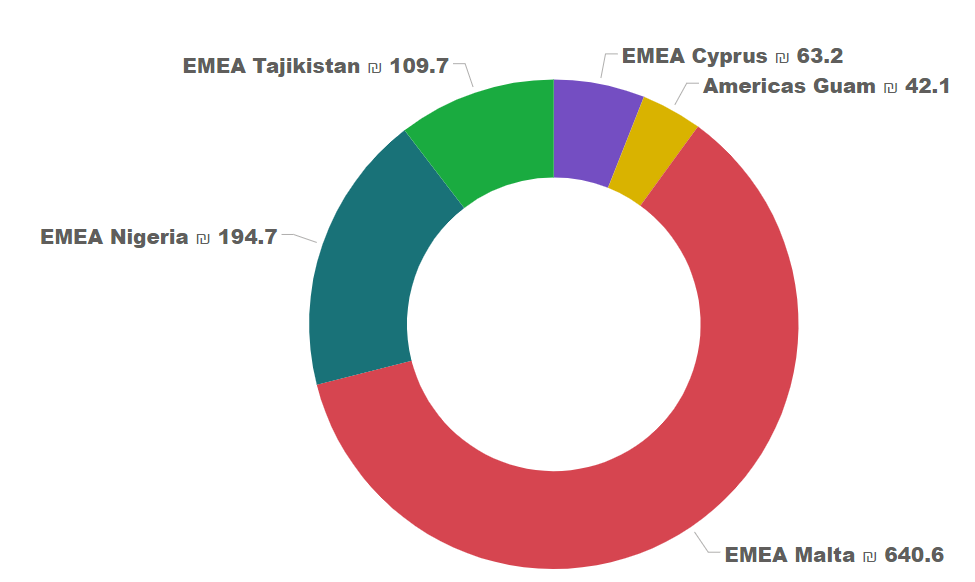 EMEA Cyprus ₪ 63.2
EMEA Tajikistan ₪ 109.7
Americas Guam ₪ 42.1
EMEA Nigeria ₪ 194.7
EMEA Malta ₪ 640.6